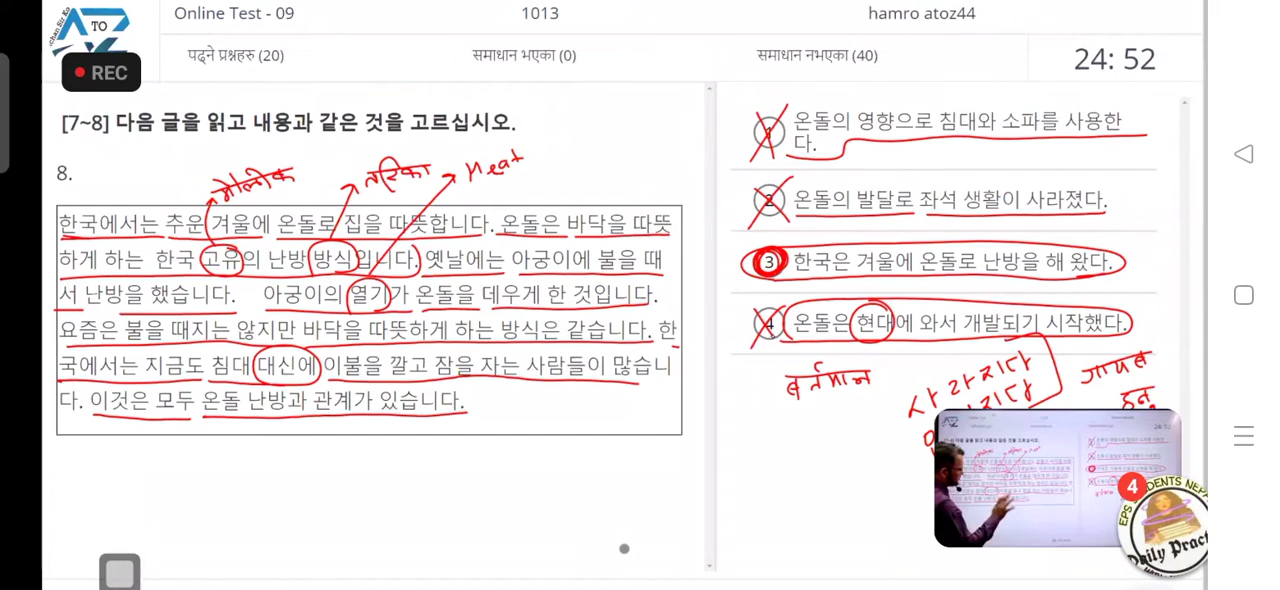 Online Test - 09
1013
hamro atoz44
TO
REC
पढ्ने प्रश्नहरु (20)
समाधान भएका (0)
समाधान नभएका (40)
24: 52
[7~8] 다음 글을 읽고 내용과 같은 것을 고르십시오.
8.
मौलीक
तरिका
Heat
한국에서는 추운 겨울에 온돌로 집을 따뜻합니다. 온돌은 바닥을 따뜻
하게 하는 한국 고유의 난방 방식입니다. 옛날에는 아궁이에 불을 때
서 난방을 했습니다. 아궁이의 열기가 온돌을 데우게 한 것입니다.
요즘은 불을 때지는 않지만 바닥을 따뜻하게 하는 방식은 같습니다. 한
국에서는 지금도 침대 대신에 이불을 깔고 잠을 자는 사람들이 많습니
다. 이것은 모두 온돌 난방과 관계가 있습니다.
1 온돌의 영향으로 침대와 소파를 사용한
다.
2 온돌의 발달로 좌석 생활이 사라졌다.
3 한국은 겨울에 온돌로 난방을 해 왔다.
4 온돌은 현대에 와서 개발되기 시작했다.
वर्तमान
사라지다
गायब
हुनु
4
EPS STUDENTS NEPAL
Daily Pract